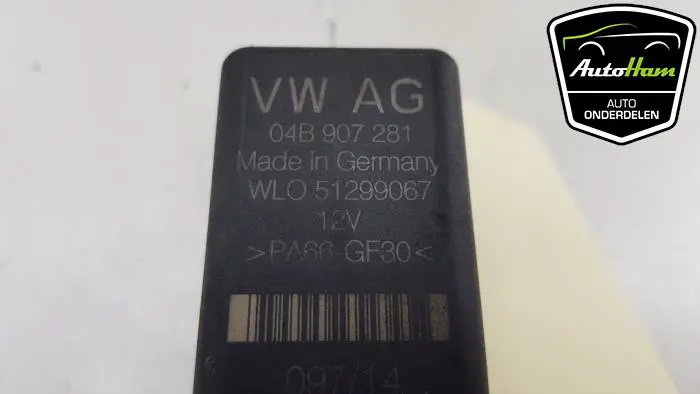 VW AG
04B 907 281
Made in Germany
WLO 51299067
12V
>PA66-GF30<
097/14
AutoHam
AUTO
ONDERDELEN